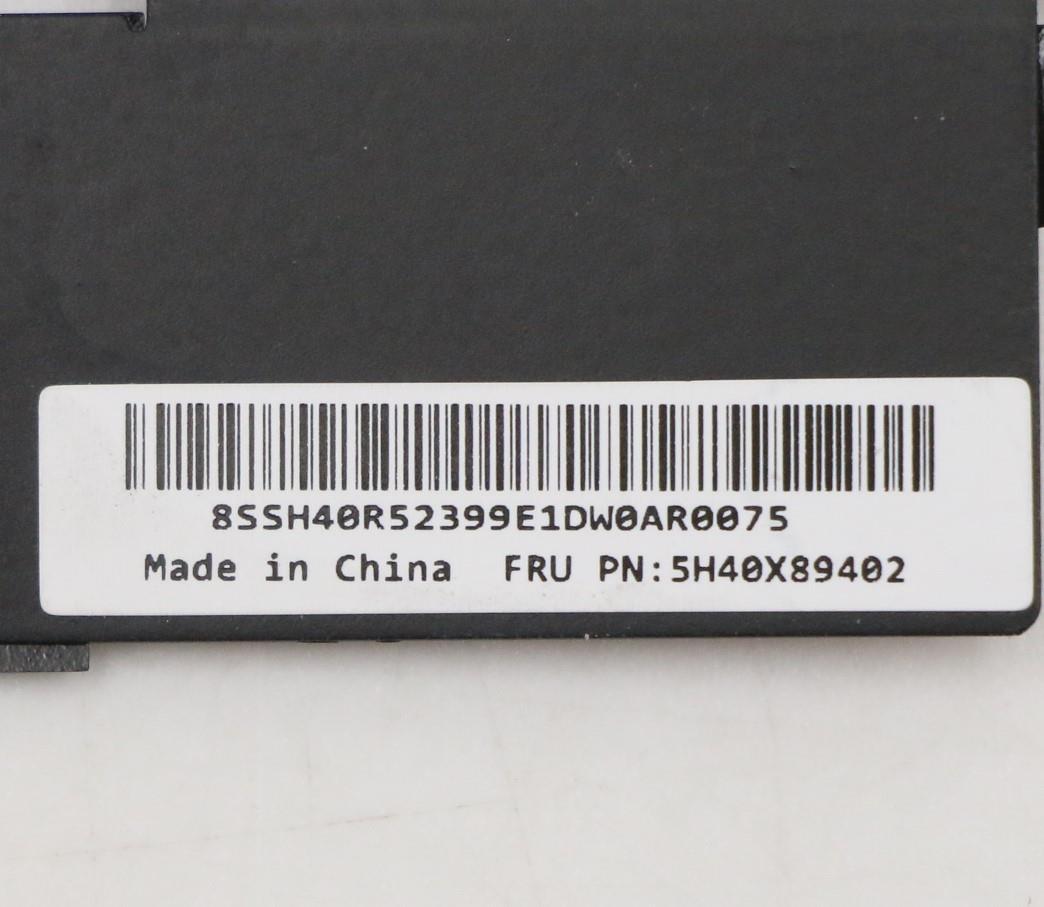 8SSH40R52399E1DW0AR0075
Made in China FRU PN:5H40X89402